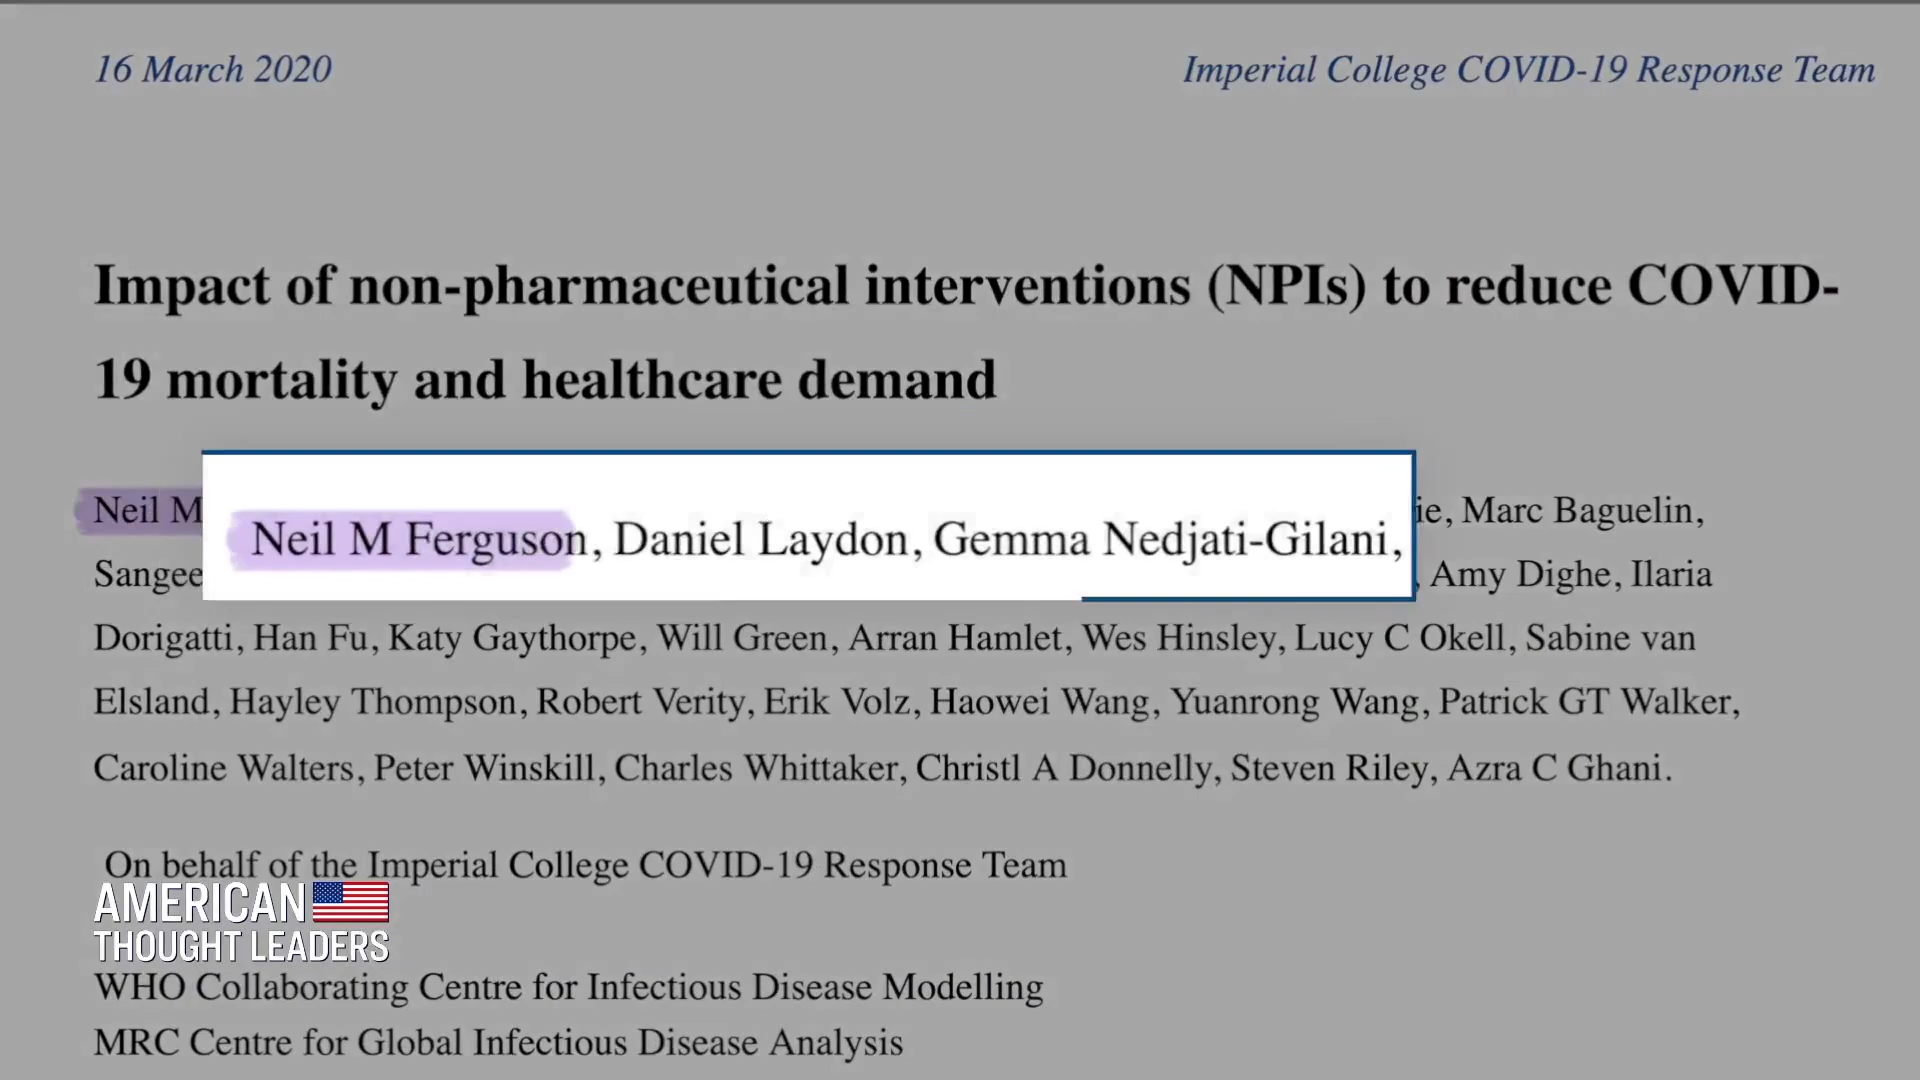 16 March 2020
Imperial College COVID-19 Response Team
Impact of non-pharmaceutical interventions (NPIs) to reduce COVID-
19 mortality and healthcare demand
Neil M
Neil M Ferguson, Daniel Laydon, Gemma Nedjati-Gilani,
Marc Baguelin,
Amy Dighe, Ilaria
Dorigatti, Han Fu, Katy Gaythorpe, Will Green, Arran Hamlet, Wes Hinsley, Lucy C Okell, Sabine van
Elsland, Hayley Thompson, Robert Verity, Erik Volz, Haowei Wang, Yuanrong Wang, Patrick GT Walker,
Caroline Walters, Peter Winskill, Charles Whittaker, Christl A Donnelly, Steven Riley, Azra C Ghani.
On behalf of the Imperial College COVID-19 Response Team
AMERICAN
THOUGHT LEADERS
WHO Collaborating Centre for Infectious Disease Modelling
MRC Centre for Global Infectious Disease Analysis